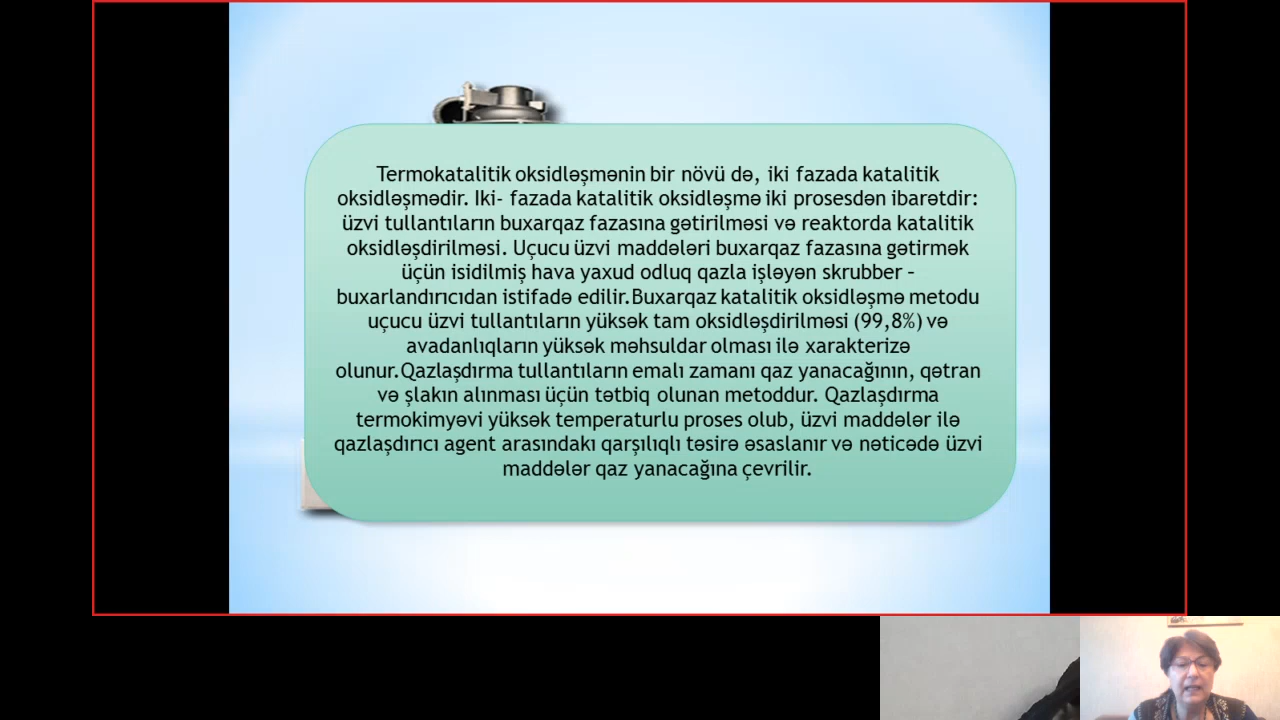 Termokatalitik oksidləşmənin bir növü də, iki fazada katalitik
oksidləşmədir. Iki- fazada katalitik oksidləşmə iki prosesdən ibarətdir:
üzvi tullantıların buxarqaz fazasına gətirilməsi və reaktorda katalitik
oksidləşdirilməsi. Uçucu üzvi maddələri buxarqaz fazasına gətirmək
üçün isidilmiş hava yaxud odluq qazla işləyən skrubber –
buxarlandırıcıdan istifadə edilir.Buxarqaz katalitik oksidləşmə metodu
uçucu üzvi tullantıların yüksək tam oksidləşdirilməsi (99,8%) və
avadanlıqların yüksək məhsuldar olması ilə xarakterizə
olunur.Qazlaşdırma tullantıların emalı zamanı qaz yanacağının, qətran
və şlakın alınması üçün tətbiq olunan metoddur. Qazlaşdırma
termokimyəvi yüksək temperaturlu proses olub, üzvi maddələr ilə
qazlaşdırıcı agent arasındakı qarşılıqlı təsirə əsaslanır və nəticədə üzvi
maddələr qaz yanacağına çevrilir.